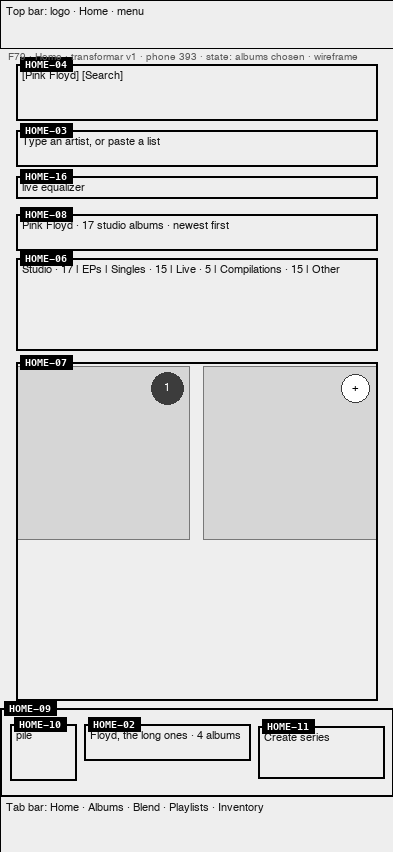 Top bar: logo · Home · menu
F79 · Home · transformar v1 · phone 393 · state: albums chosen · wireframe
HOME-04
[Pink Floyd] [Search]
HOME-03
Type an artist, or paste a list
HOME-16
live equalizer
HOME-08
Pink Floyd · 17 studio albums · newest first
HOME-06
Studio · 17 | EPs | Singles · 15 | Live · 5 | Compilations · 15 | Other
HOME-07
1
+
HOME-09
HOME-10
pile
HOME-02
Floyd, the long ones · 4 albums
HOME-11
Create series
Tab bar: Home · Albums · Blend · Playlists · Inventory